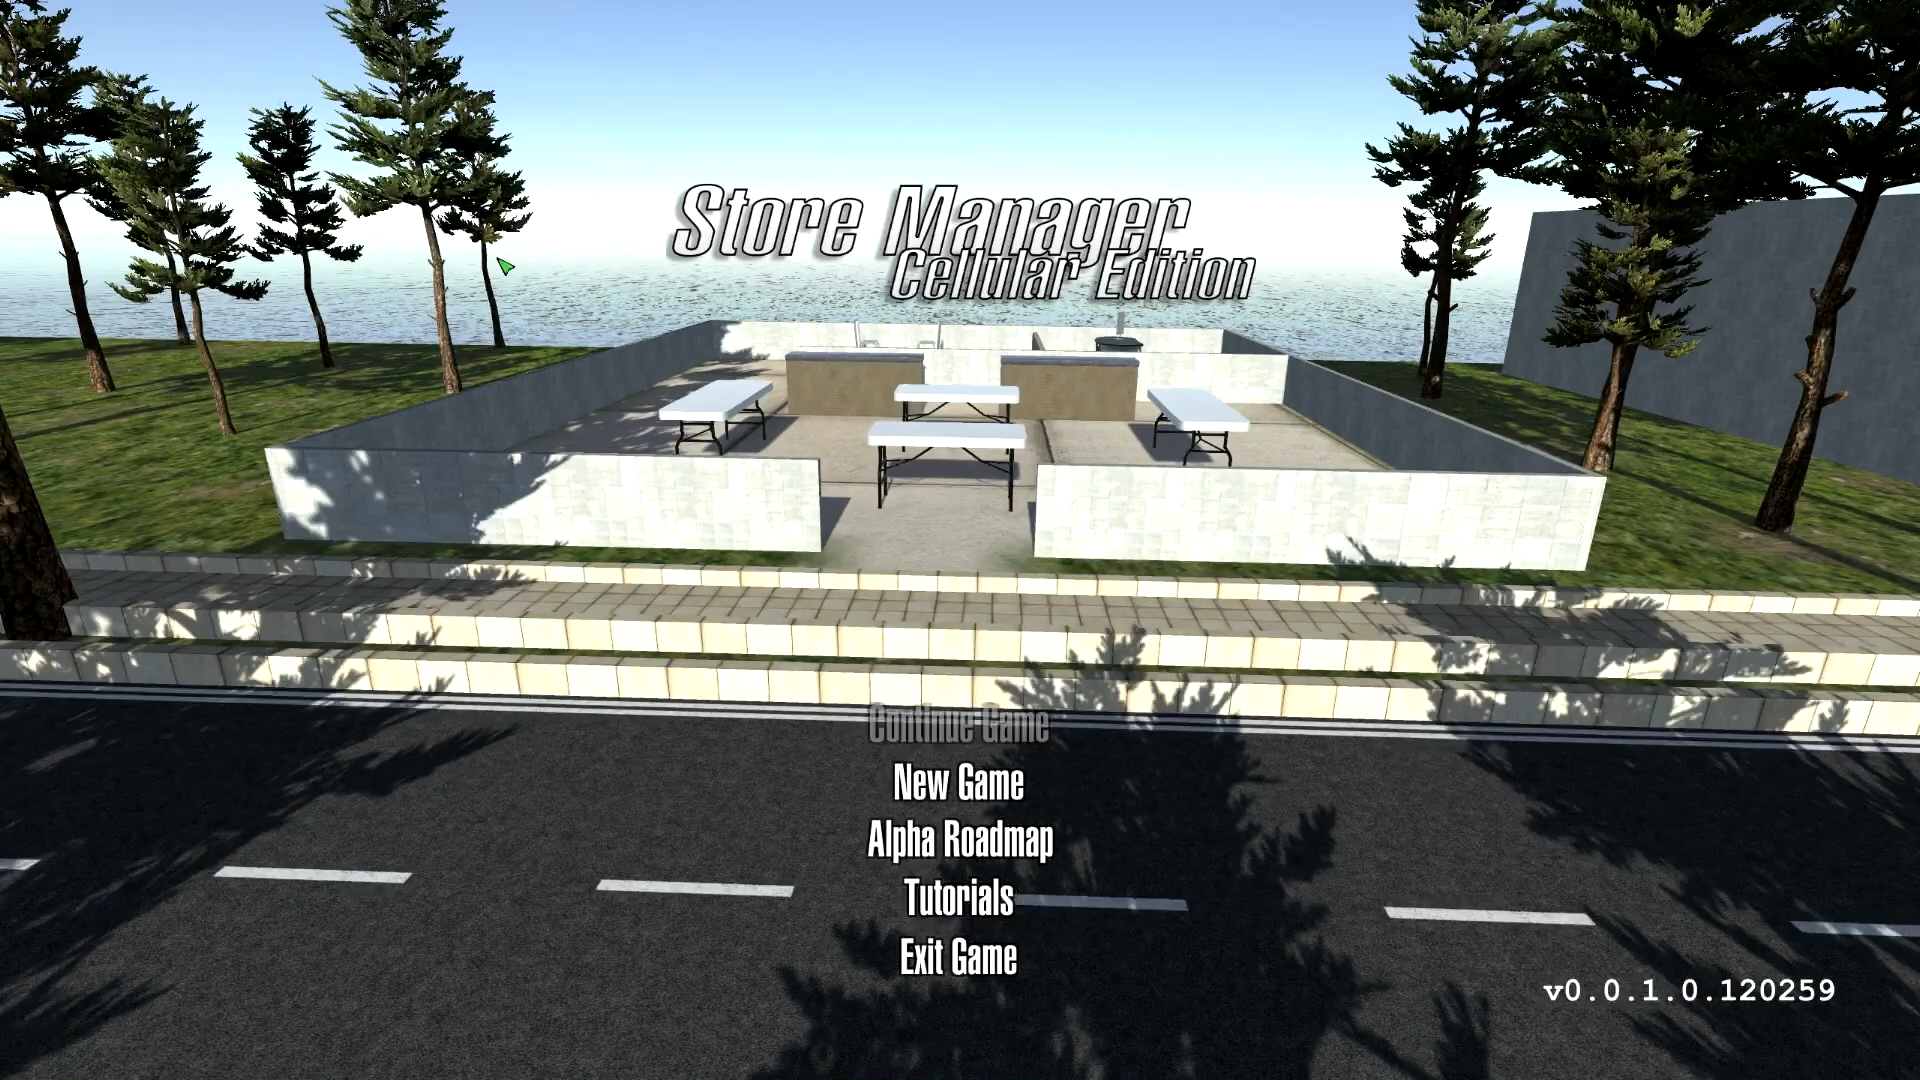 Store Manager
Cellular Edition
Continue Game
New Game
Alpha Roadmap
Tutorials
Exit Game
v0.0.1.0.120259